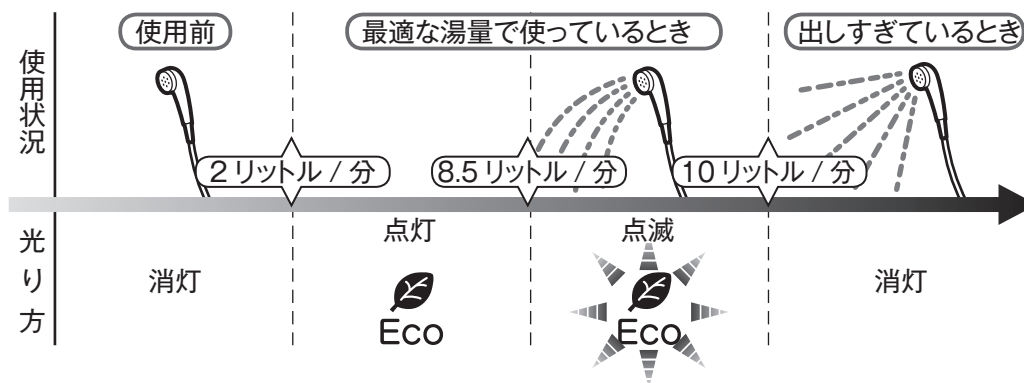 使用状況
使用前
最適な湯量で使っているとき
出しすぎているとき
2 リットル / 分
8.5 リットル / 分
10 リットル / 分
光り方
消灯
点灯
Eco
点滅
Eco
消灯